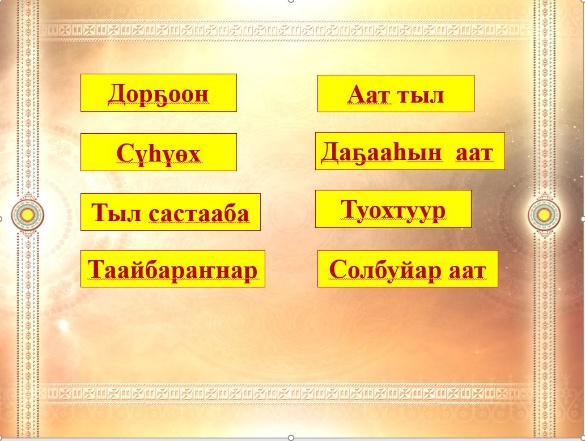 Дорҕоон
Сүһүөх
Тыл састааба
Таайбараҥнар
Аат тыл
Даҕааһын аат
Туохтуур
Солбуйар аат